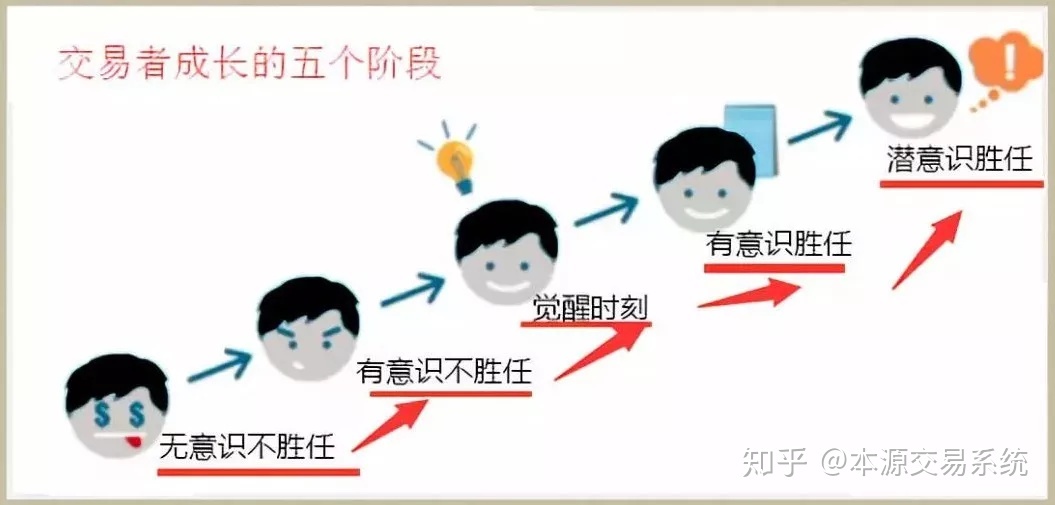 交易者成长的五个阶段
潜意识胜任
有意识胜任
觉醒时刻
有意识不胜任
无意识不胜任
知乎 @本源交易系统